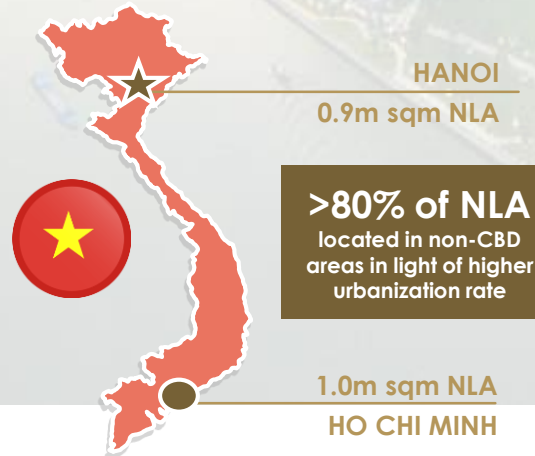 HANOI
0.9m sqm NLA
>80% of NLA
located in non-CBD
areas in light of higher
urbanization rate
1.0m sqm NLA
HO CHI MINH